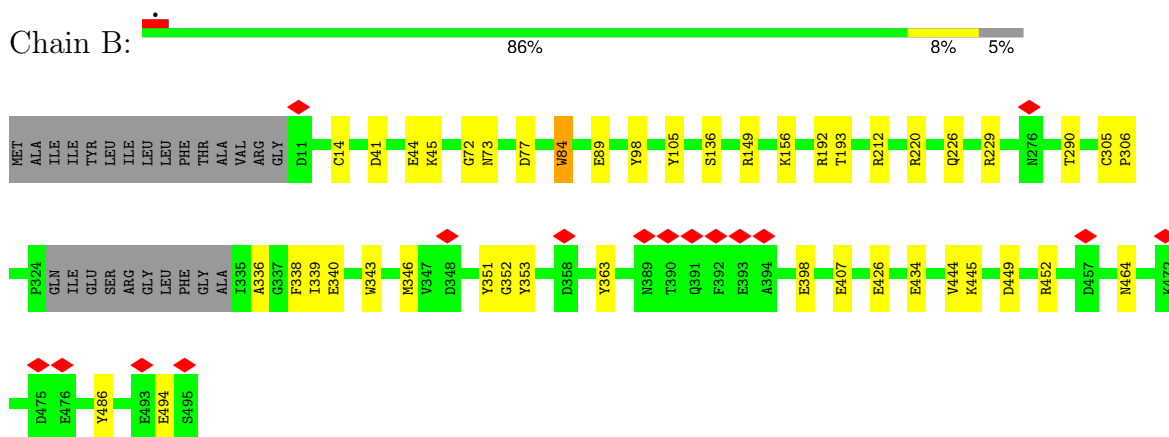 Chain B:
86% 8% 5%
MET ALA ILE ILE TYR LEU ILE LEU LEU PHE THR ALA VAL ARG GLY D11 C14 D41 E44 K45 G72 N73 D77 W84 E89 Y98 Y105 S136 R149 K156 R192 T193 R212 R220 Q226 R229 N276 T290 C305 P306
P324 GLN ILE GLU SER ARG GLY LEU PHE GLY ALA I335 A336 G337 F338 I339 E340 W343 M346 V347 D348 Y351 G352 Y353 D358 Y363 N389 T390 Q391 F392 E393 A394 E398 E407 E426 E434 V444 K445 D449 R452 D457 N464
D475 E476 Y486 E493 E494 S495